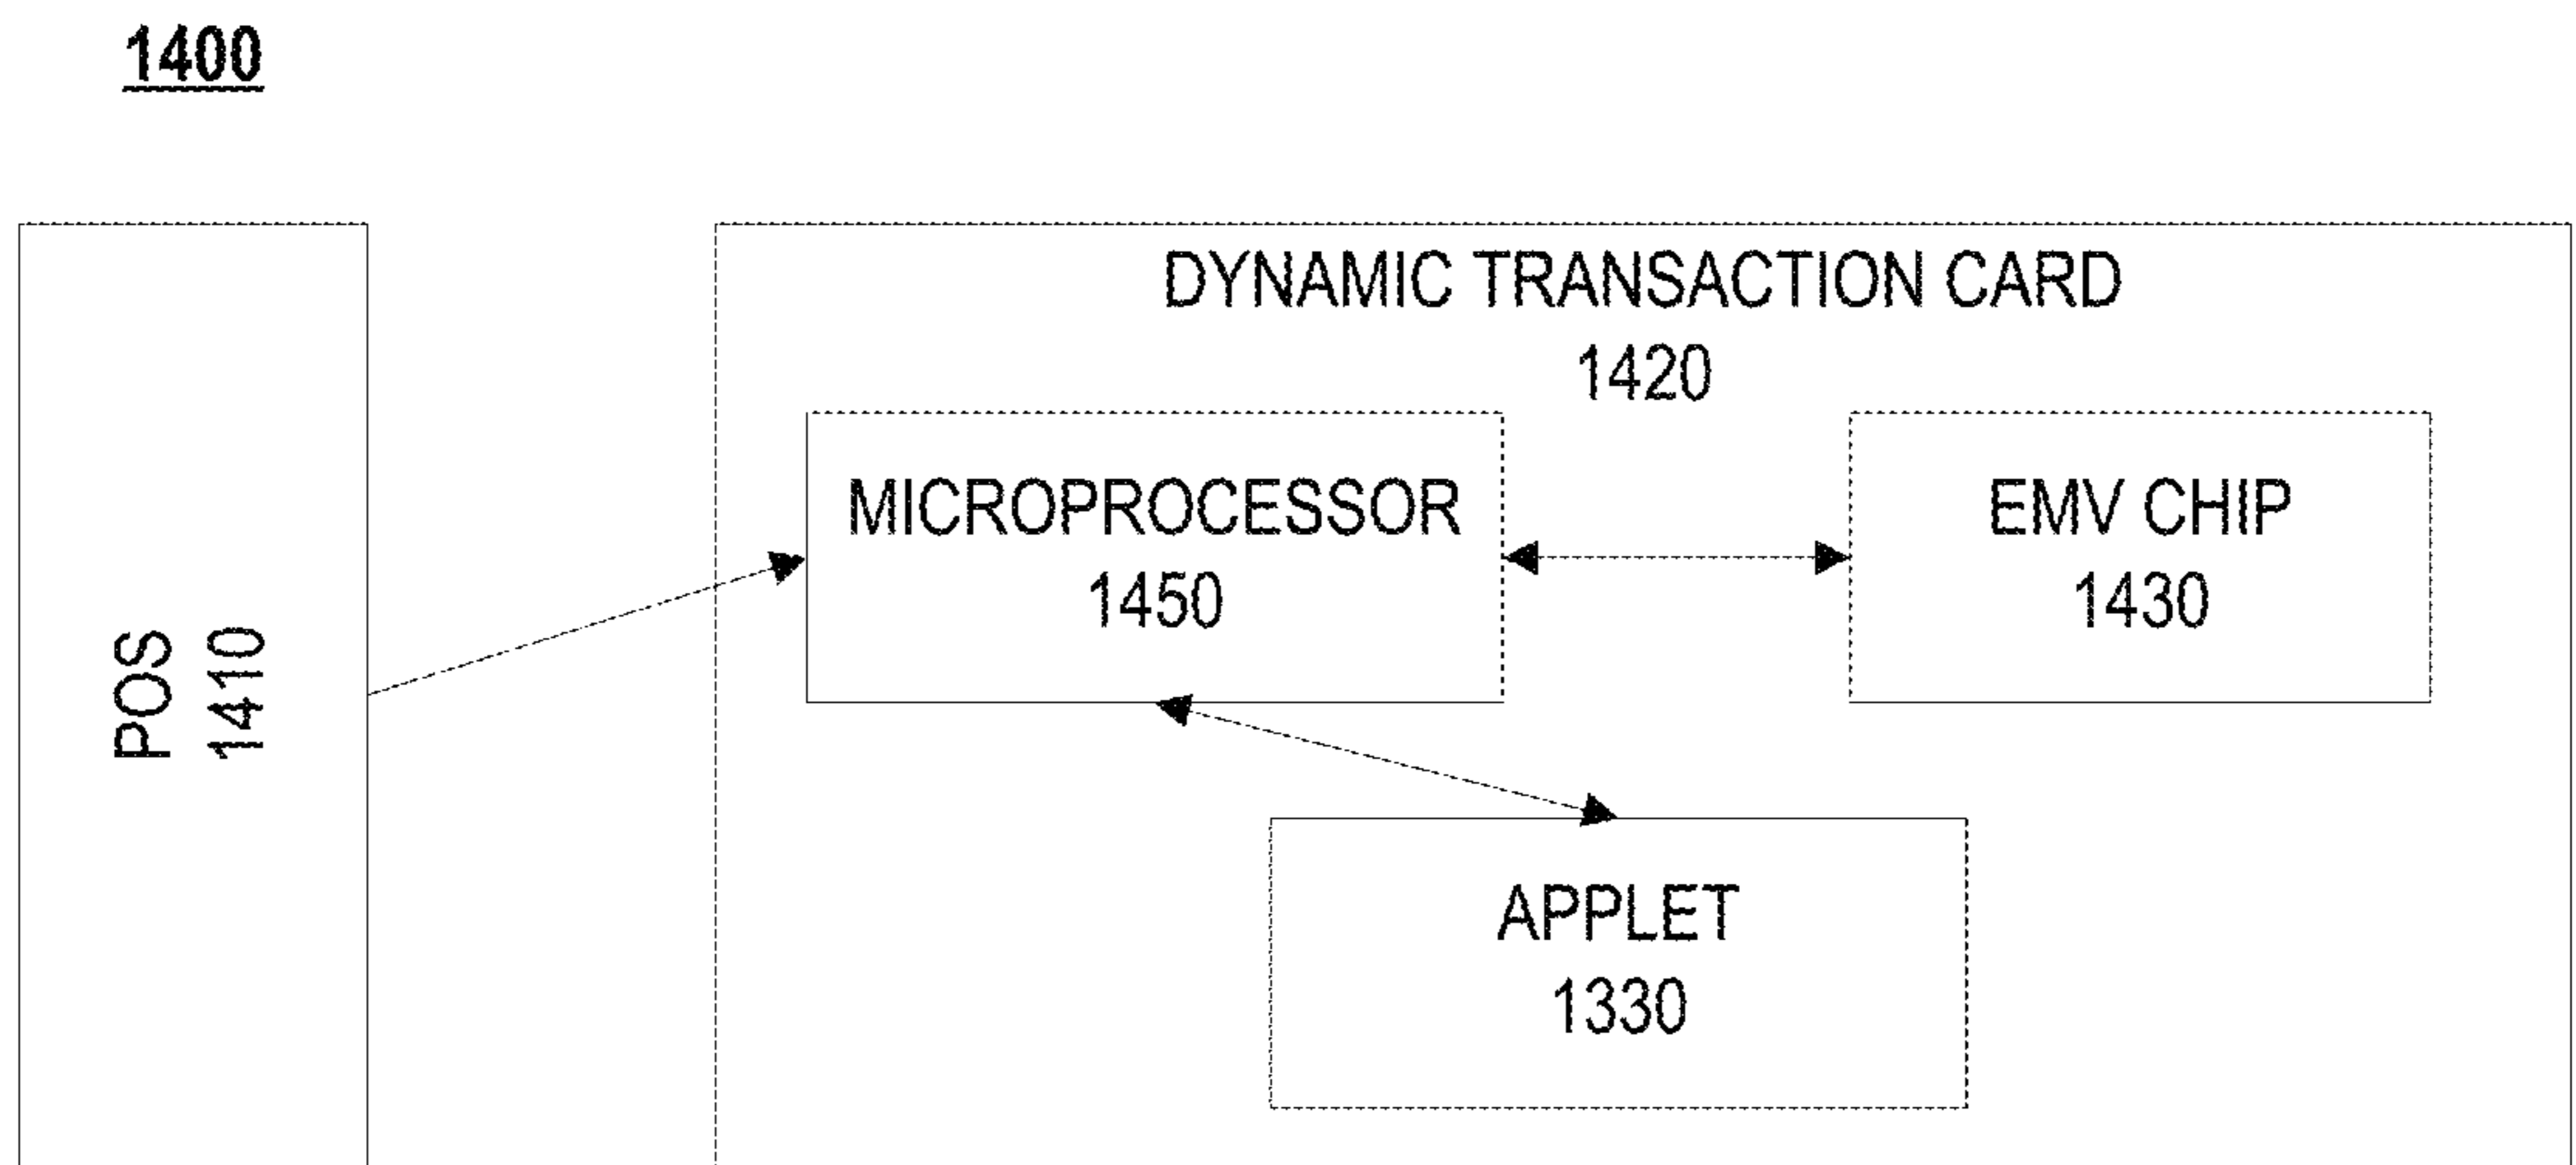 1400
DYNAMIC TRANSACTION CARD
1420
MICROPROCESSOR
1450
EMV CHIP
1430
POS
1410
APPLET
1330